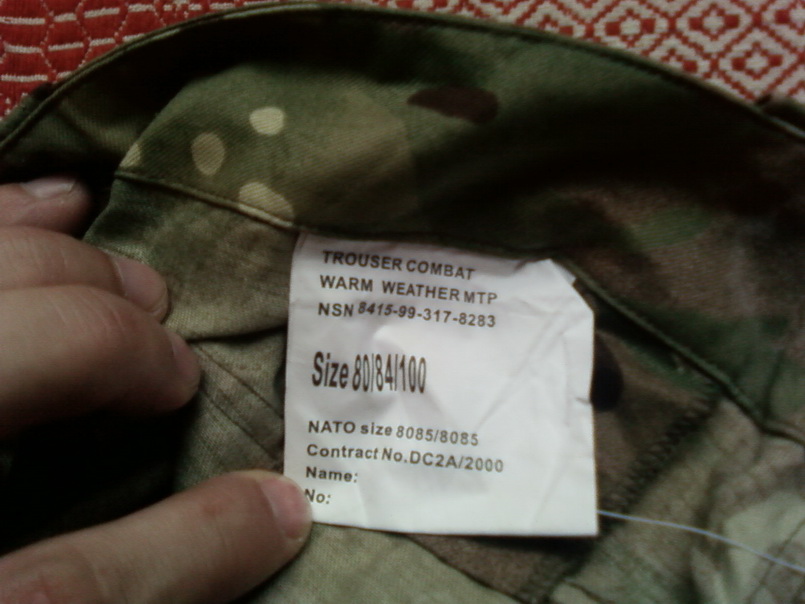 TROUSER COMBAT
WARM WEATHER MTP
NSN 8415-99-317-8283
Size 80/84/100
NATO size 8085/8085
Contract No.DC2A/2000
Name:
No: